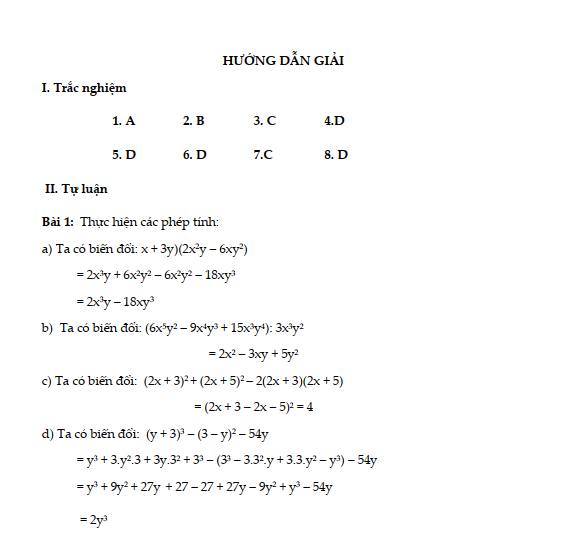 HƯỚNG DẪN GIẢI
I. Trắc nghiệm
1. A 2. B 3. C 4.D
5. D 6. D 7.C 8. D
II. Tự luận
Bài 1: Thực hiện các phép tính:
a) Ta có biến đổi: x + 3y)(2x²y – 6xy²)
= 2x³y + 6x²y² – 6x²y² – 18xy³
= 2x³y – 18xy³
b) Ta có biến đổi: (6x⁵y² – 9x⁴y³ + 15x³y⁴): 3x³y²
= 2x² – 3xy + 5y²
c) Ta có biến đổi: (2x + 3)² + (2x + 5)² – 2(2x + 3)(2x + 5)
= (2x + 3 – 2x – 5)² = 4
d) Ta có biến đổi: (y + 3)³ – (3 – y)² – 54y
= y³ + 3.y².3 + 3y.3² + 3³ – (3³ – 3.3².y + 3.3.y² – y³) – 54y
= y³ + 9y² + 27y + 27 – 27 + 27y – 9y² + y³ – 54y
= 2y³